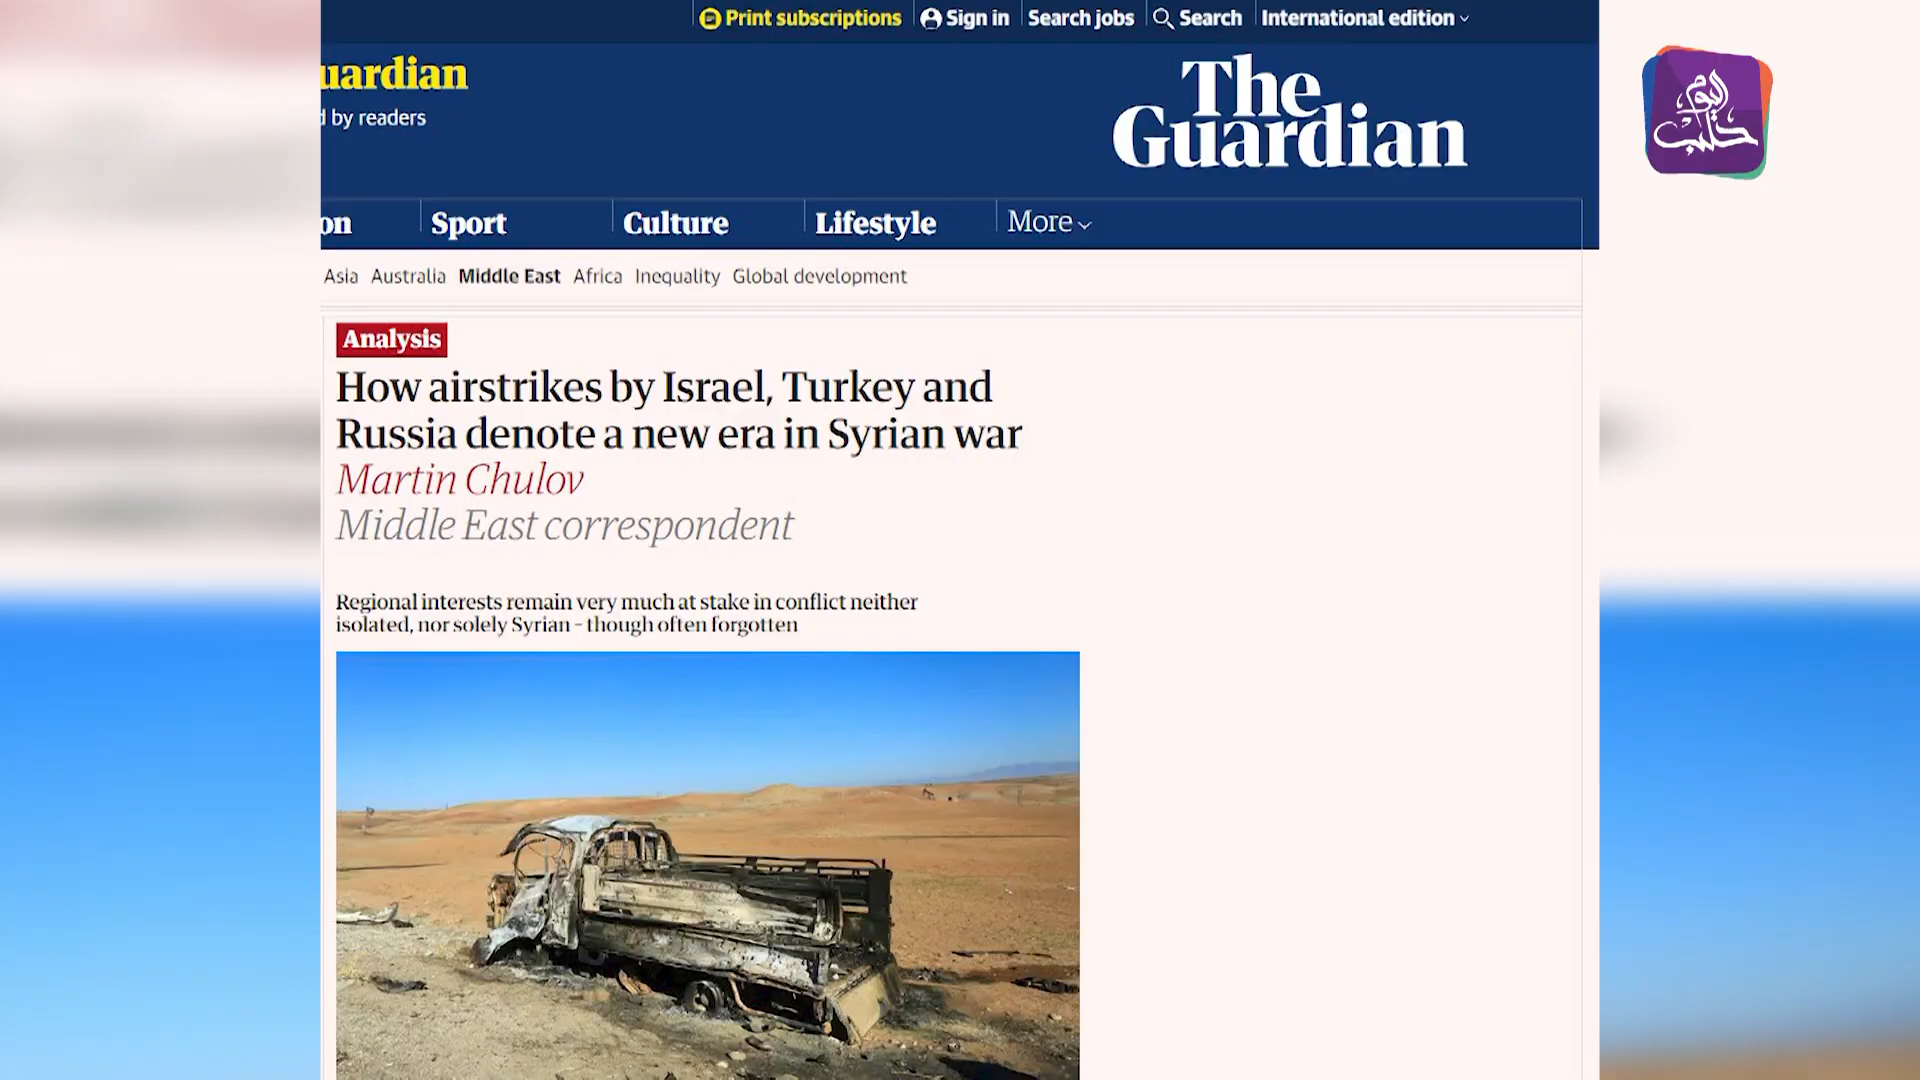 Print subscriptions Sign in Search jobs Search International edition
uardian
d by readers
The
Guardian
حلب اليوم
on Sport Culture Lifestyle More
Asia Australia Middle East Africa Inequality Global development
Analysis
How airstrikes by Israel, Turkey and
Russia denote a new era in Syrian war
Martin Chulov
Middle East correspondent
Regional interests remain very much at stake in conflict neither
isolated, nor solely Syrian – though often forgotten